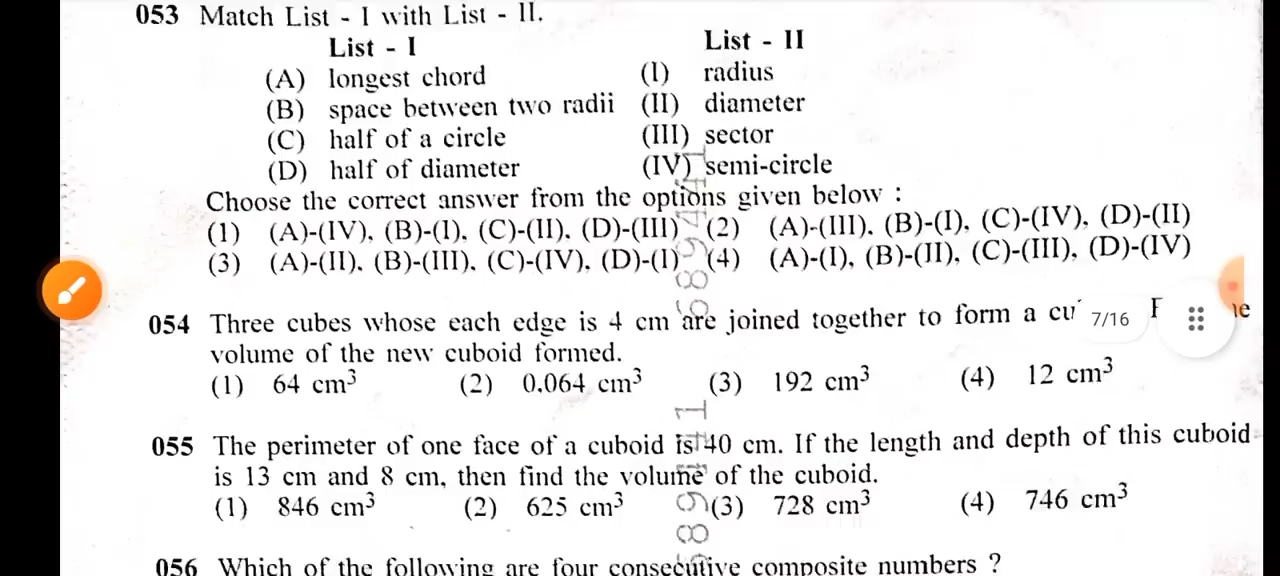 053 Match List - I with List - II.
List - I List - II
(A) longest chord (I) radius
(B) space between two radii (II) diameter
(C) half of a circle (III) sector
(D) half of diameter (IV) semi-circle
Choose the correct answer from the options given below :
(1) (A)-(IV), (B)-(I), (C)-(II), (D)-(III) (2) (A)-(III), (B)-(I), (C)-(IV), (D)-(II)
(3) (A)-(II), (B)-(III), (C)-(IV), (D)-(I) (4) (A)-(I), (B)-(II), (C)-(III), (D)-(IV)
054 Three cubes whose each edge is 4 cm are joined together to form a
7/16
volume of the new cuboid formed.
(1) 64 cm³ (2) 0.064 cm³ (3) 192 cm³ (4) 12 cm³
055 The perimeter of one face of a cuboid is 40 cm. If the length and depth of this cuboid
is 13 cm and 8 cm, then find the volume of the cuboid.
(1) 846 cm³ (2) 625 cm³ (3) 728 cm³ (4) 746 cm³
056 Which of the following are four consecutive composite numbers ?